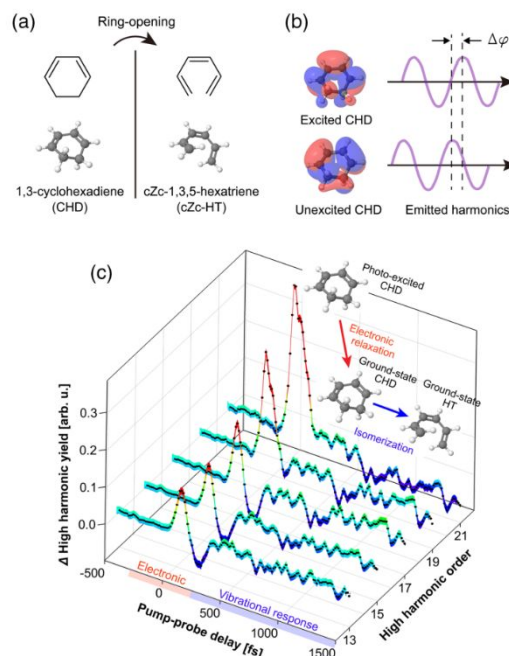 (a)
Ring-opening
1,3-cyclohexadiene
(CHD)
cZc-1,3,5-hexatriene
(cZc-HT)
(b)
Δφ
Excited CHD
Unexcited CHD
Emitted harmonics
(c)
Photo-excited
CHD
Electronic
relaxation
Ground-state
CHD
Ground-state
HT
Isomerization
Δ High harmonic yield [arb. u.]
0.3
0.2
0.1
0.0
-500
0
500
1000
1500
Electronic
Vibrational response
Pump-probe delay [fs]
13
15
17
19
21
High harmonic order